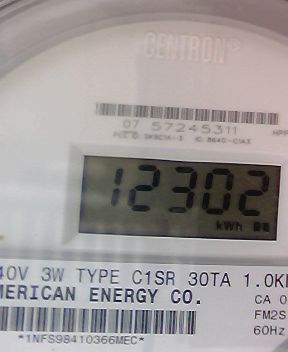 CENTRON®
07 57245311
12302
kWh
40V 3W TYPE C1SR 30TA 1.0K
MERICAN ENERGY CO.
CA 0
FM2S
60Hz
*1NFS98410366MEC*